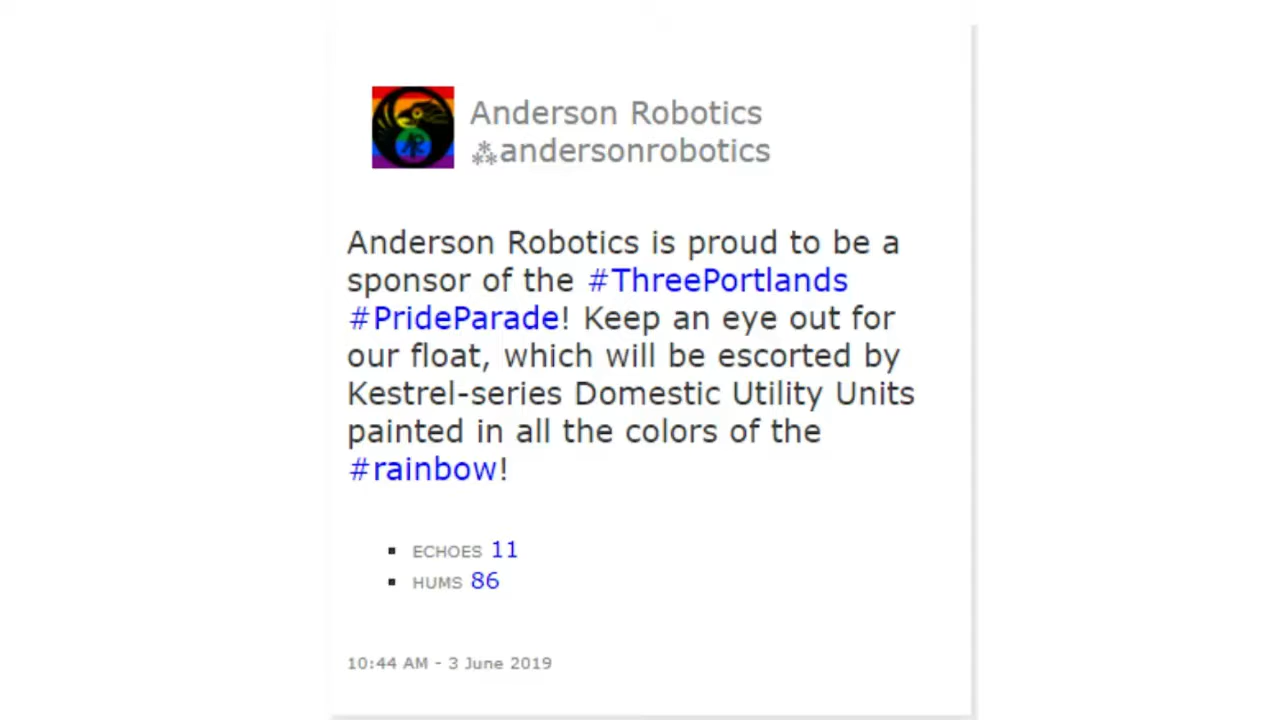 Anderson Robotics
⁂andersonrobotics
Anderson Robotics is proud to be a
sponsor of the #ThreePortlands
#PrideParade! Keep an eye out for
our float, which will be escorted by
Kestrel-series Domestic Utility Units
painted in all the colors of the
#rainbow!
ECHOES 11
HUMS 86
10:44 AM - 3 June 2019